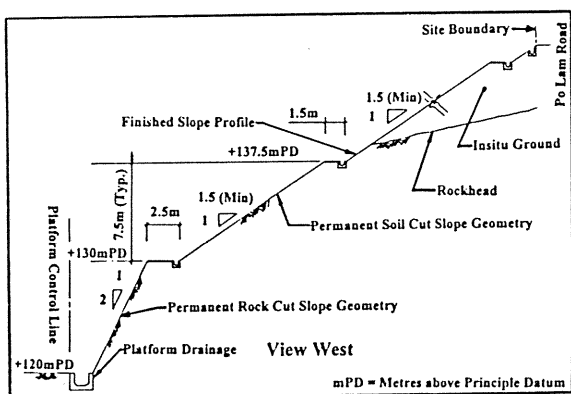 Site Boundary
Po Lam Road
1.5 (Min)
1
1.5m
Finished Slope Profile
Insitu Ground
+137.5mPD
Rockhead
1.5 (Min)
1
7.5m (Typ.)
2.5m
Permanent Soil Cut Slope Geometry
Platform Control Line
+130mPD
1
2
Permanent Rock Cut Slope Geometry
Platform Drainage
View West
+120mPD
mPD = Metres above Principle Datum